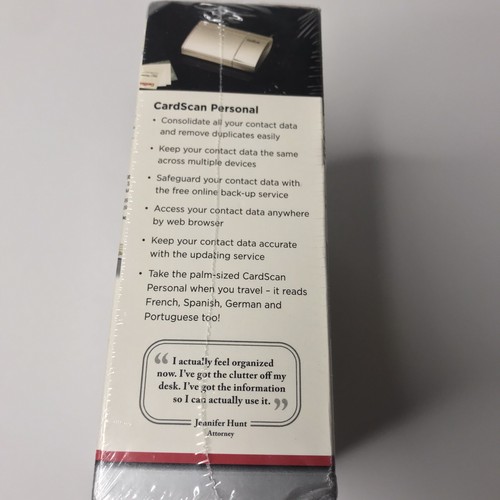 CardScan Personal
• Consolidate all your contact data
and remove duplicates easily
• Keep your contact data the same
across multiple devices
• Safeguard your contact data with
the free online back-up service
• Access your contact data anywhere
by web browser
• Keep your contact data accurate
with the updating service
• Take the palm-sized CardScan
Personal when you travel – it reads
French, Spanish, German and
Portuguese too!
“ I actually feel organized
now. I’ve got the clutter off my
desk. I’ve got the information
so I can actually use it. ”
Jennifer Hunt
Attorney